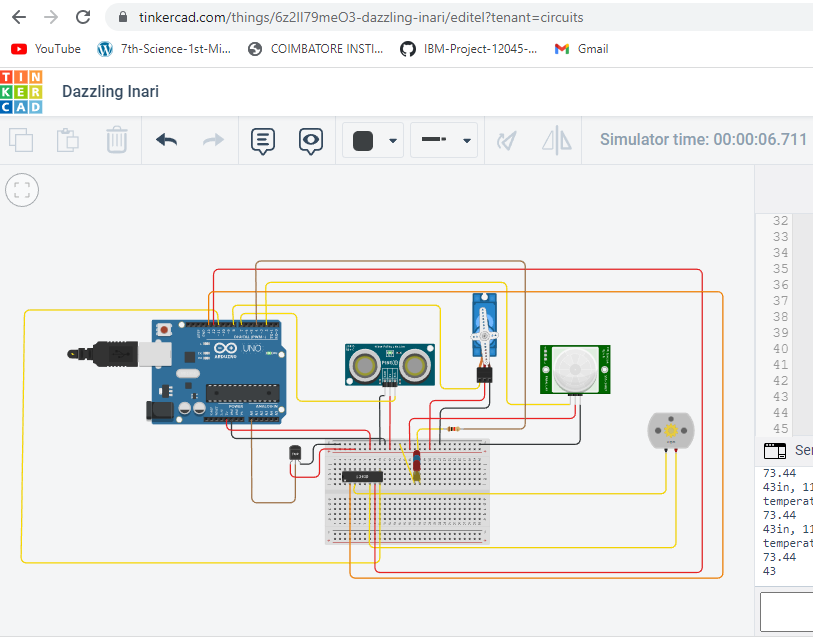 tinkercad.com/things/6z2Il79meO3-dazzling-inari/editel?tenant=circuits
YouTube
7th-Science-1st-Mi...
COIMBATORE INSTI...
IBM-Project-12045-...
Gmail
TIN
KER
CAD
Dazzling Inari
Simulator time: 00:00:06.711
32
33
34
35
36
37
38
39
40
41
42
43
44
45
UNO
ARDUINO
L293D
Ser
73.44
43in, 11
temperat
73.44
43in, 11
temperat
73.44
43